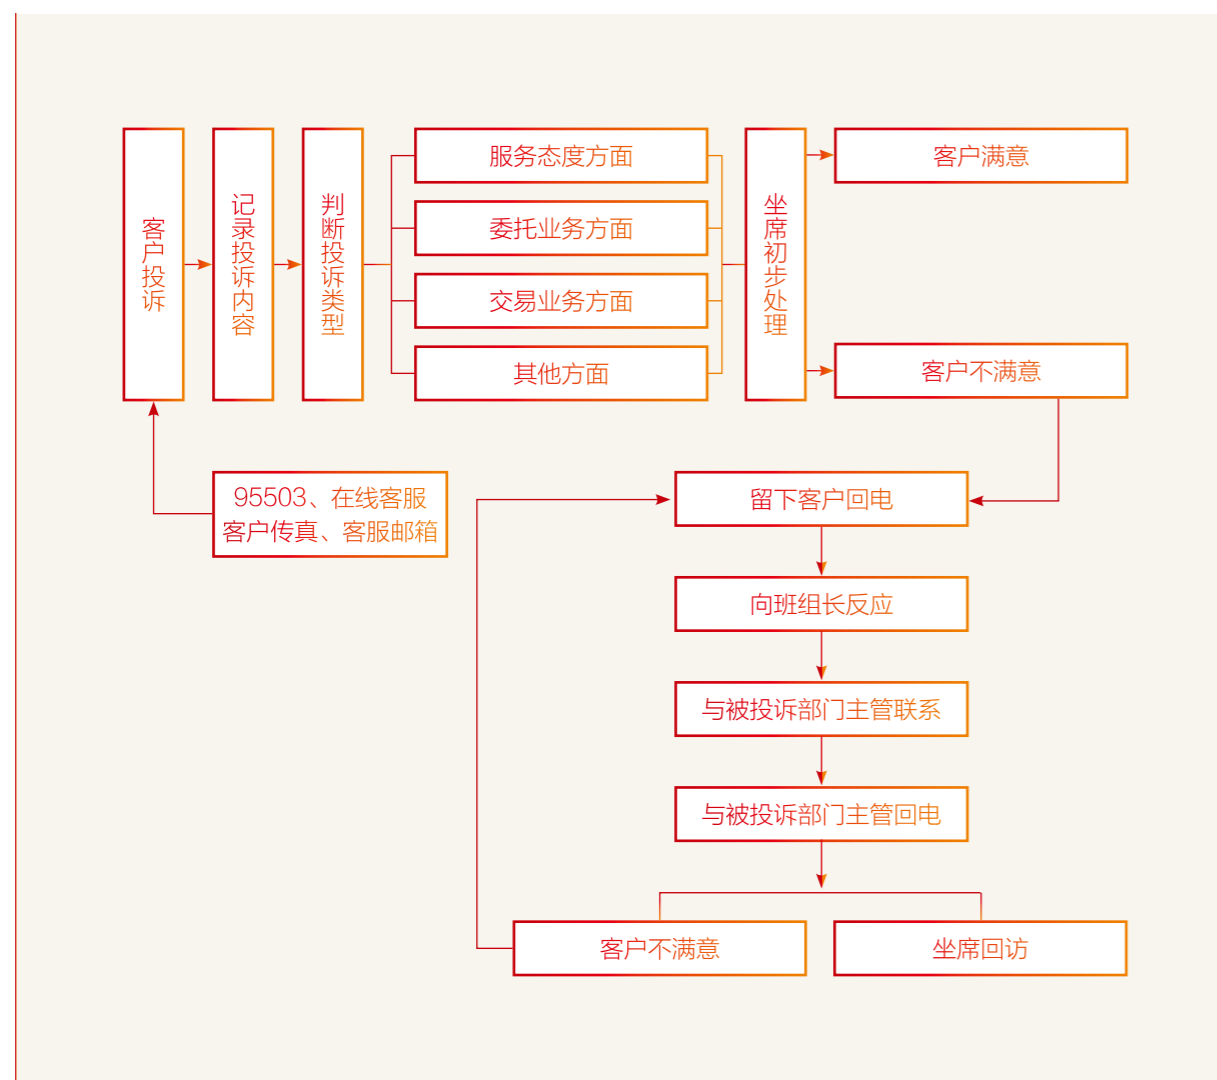 客户投诉
记录投诉内容
判断投诉类型
服务态度方面
委托业务方面
交易业务方面
其他方面
坐席初步处理
客户满意
客户不满意
95503、在线客服
客户传真、客服邮箱
留下客户回电
向班组长反应
与被投诉部门主管联系
与被投诉部门主管回电
客户不满意
坐席回访